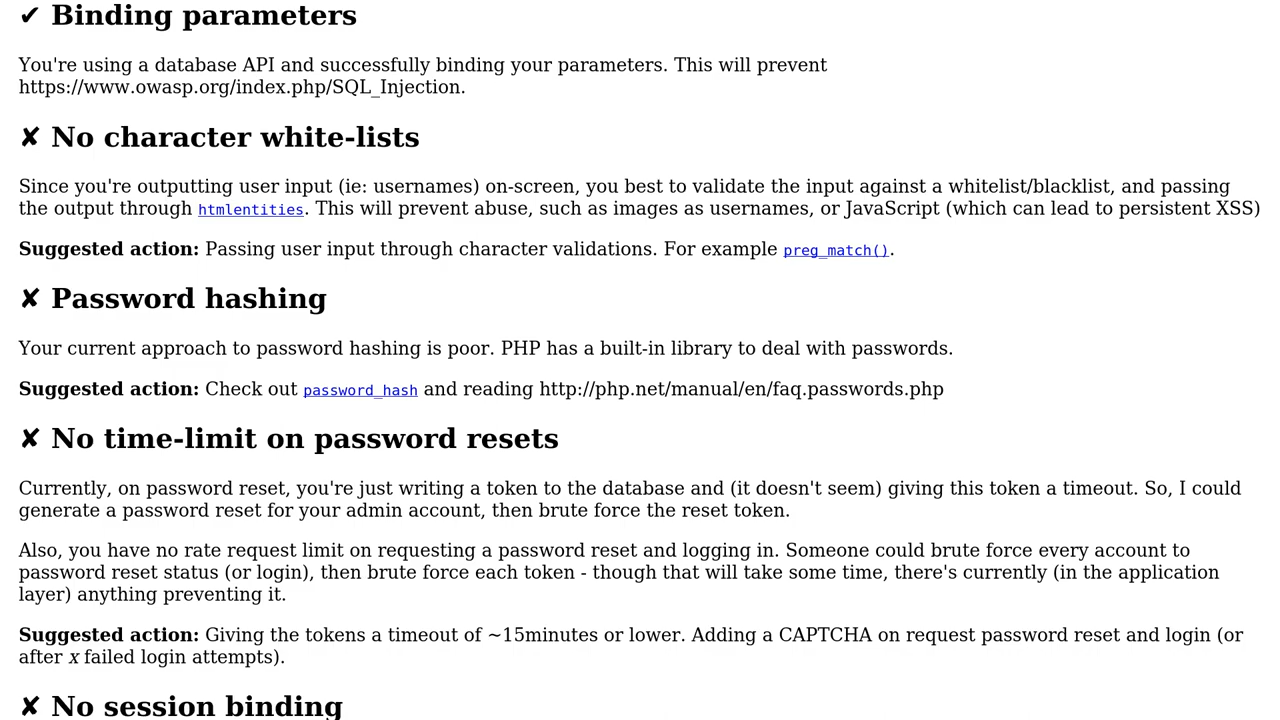 ✔ Binding parameters
You're using a database API and successfully binding your parameters. This will prevent
https://www.owasp.org/index.php/SQL_Injection.
✘ No character white-lists
Since you're outputting user input (ie: usernames) on-screen, you best to validate the input against a whitelist/blacklist, and passing
the output through htmlentities. This will prevent abuse, such as images as usernames, or JavaScript (which can lead to persistent XSS)
Suggested action: Passing user input through character validations. For example preg_match().
✘ Password hashing
Your current approach to password hashing is poor. PHP has a built-in library to deal with passwords.
Suggested action: Check out password_hash and reading http://php.net/manual/en/faq.passwords.php
✘ No time-limit on password resets
Currently, on password reset, you're just writing a token to the database and (it doesn't seem) giving this token a timeout. So, I could
generate a password reset for your admin account, then brute force the reset token.
Also, you have no rate request limit on requesting a password reset and logging in. Someone could brute force every account to
password reset status (or login), then brute force each token - though that will take some time, there's currently (in the application
layer) anything preventing it.
Suggested action: Giving the tokens a timeout of ~15minutes or lower. Adding a CAPTCHA on request password reset and login (or
after x failed login attempts).
✘ No session binding